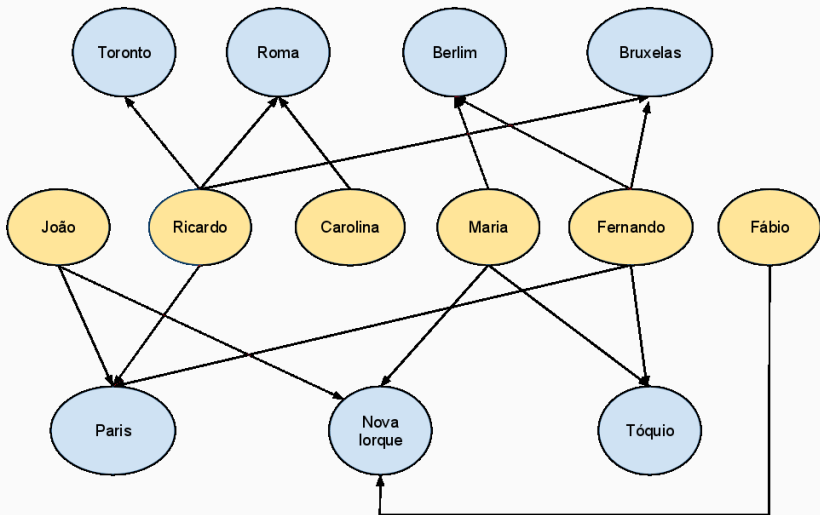 Toronto
Roma
Berlim
Bruxelas
João
Ricardo
Carolina
Maria
Fernando
Fábio
Paris
Nova
Iorque
Tóquio